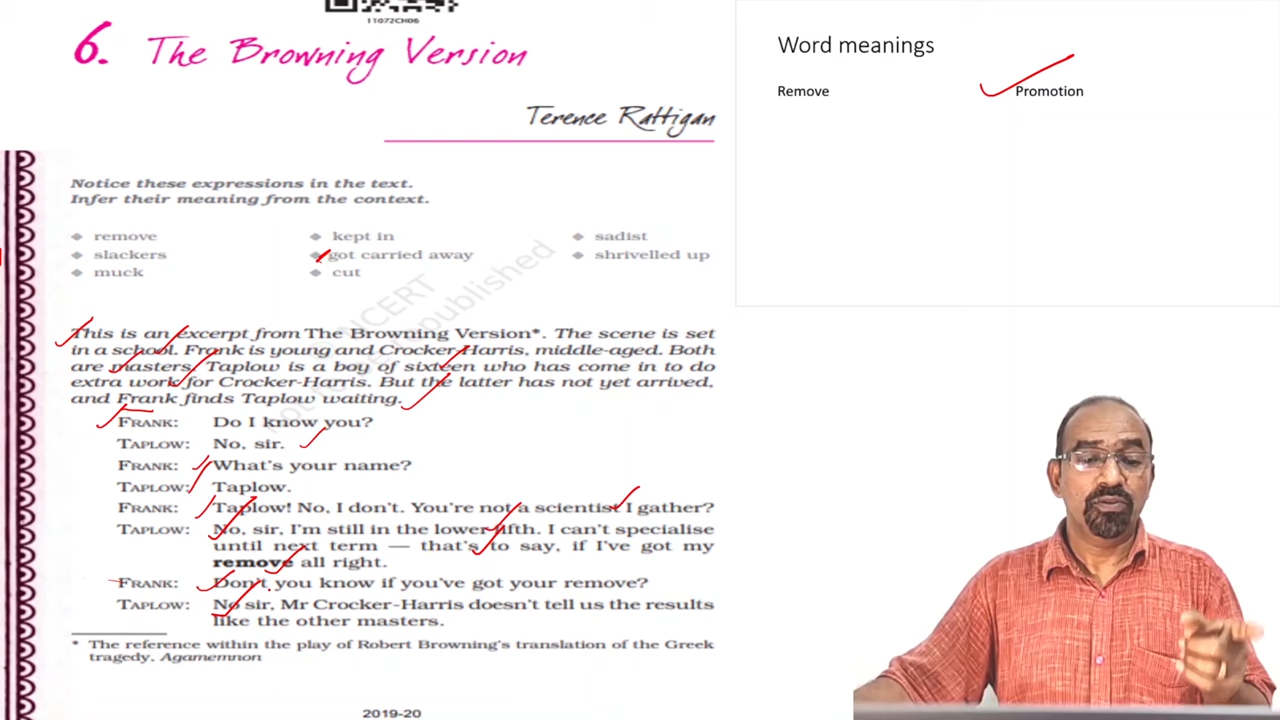 11072CH06
6. The Browning Version
Terence Rattigan
Notice these expressions in the text.
Infer their meaning from the context.
remove kept in sadist
slackers got carried away shrivelled up
muck cut
This is an excerpt from The Browning Version*. The scene is set
in a school. Frank is young and Crocker-Harris, middle-aged. Both
are masters. Taplow is a boy of sixteen who has come in to do
extra work for Crocker-Harris. But the latter has not yet arrived,
and Frank finds Taplow waiting.
FRANK: Do I know you?
TAPLOW: No, sir.
FRANK: What's your name?
TAPLOW: Taplow.
FRANK: Taplow! No, I don't. You're not a scientist I gather?
TAPLOW: No, sir, I'm still in the lower fifth. I can't specialise
until next term — that's to say, if I've got my
remove all right.
FRANK: Don't you know if you've got your remove?
TAPLOW: No sir, Mr Crocker-Harris doesn't tell us the results
like the other masters.
* The reference within the play of Robert Browning's translation of the Greek
tragedy, Agamemnon
2019-20
Word meanings
Remove Promotion